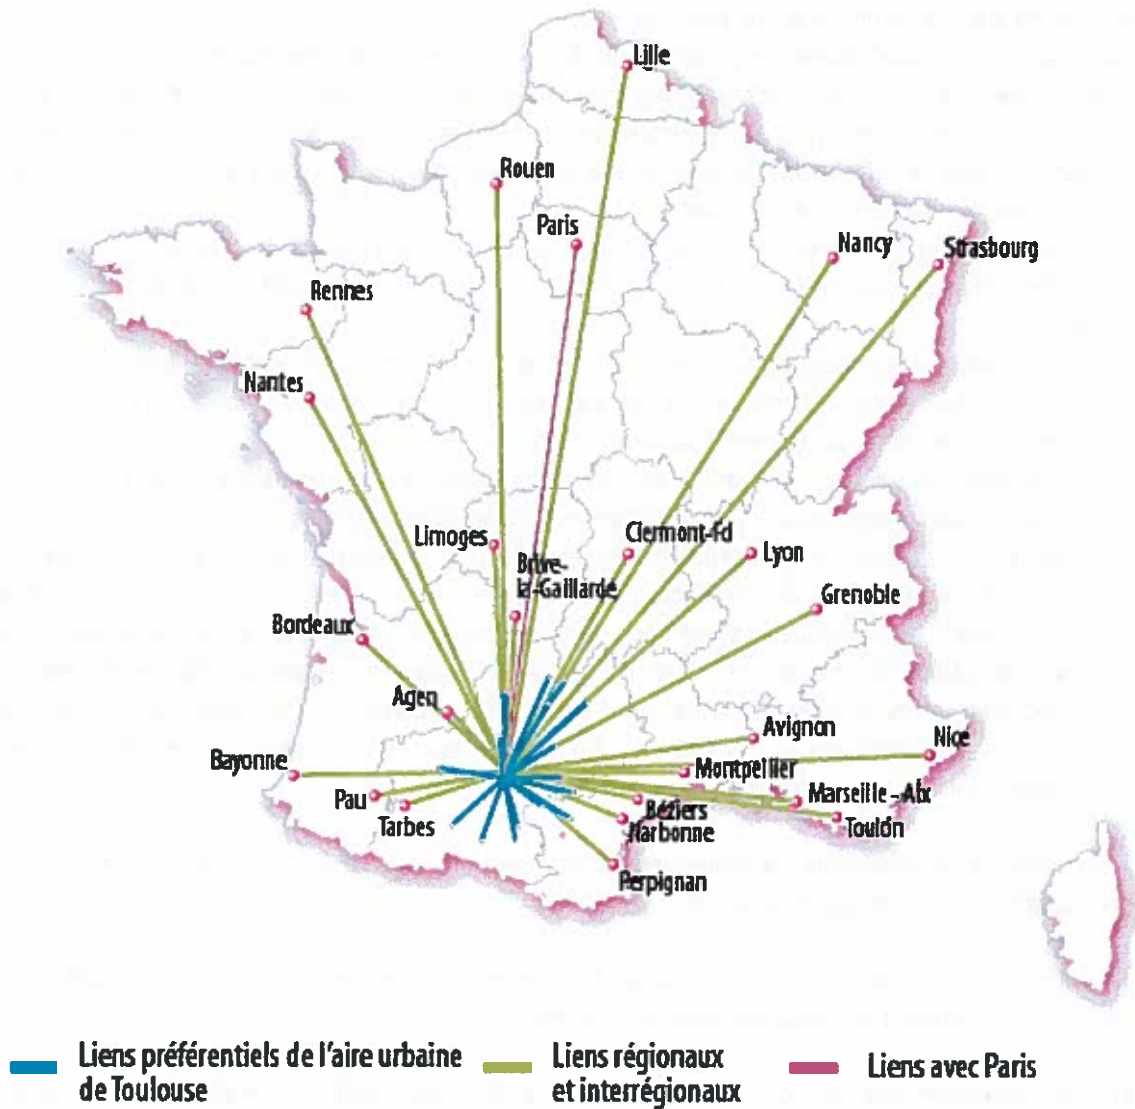 Lille
Rouen
Paris
Nancy
Strasbourg
Rennes
Nantes
Limoges
Clermont-Fd
Lyon
Brive-
la-Gaillarde
Grenoble
Bordeaux
Agen
Avignon
Nice
Bayonne
Montpellier
Pau
Marseille - Aix
Tarbes
Béziers
Toulon
Narbonne
Perpignan
Liens préférentiels de l'aire urbaine
de Toulouse
Liens régionaux
et interrégionaux
Liens avec Paris